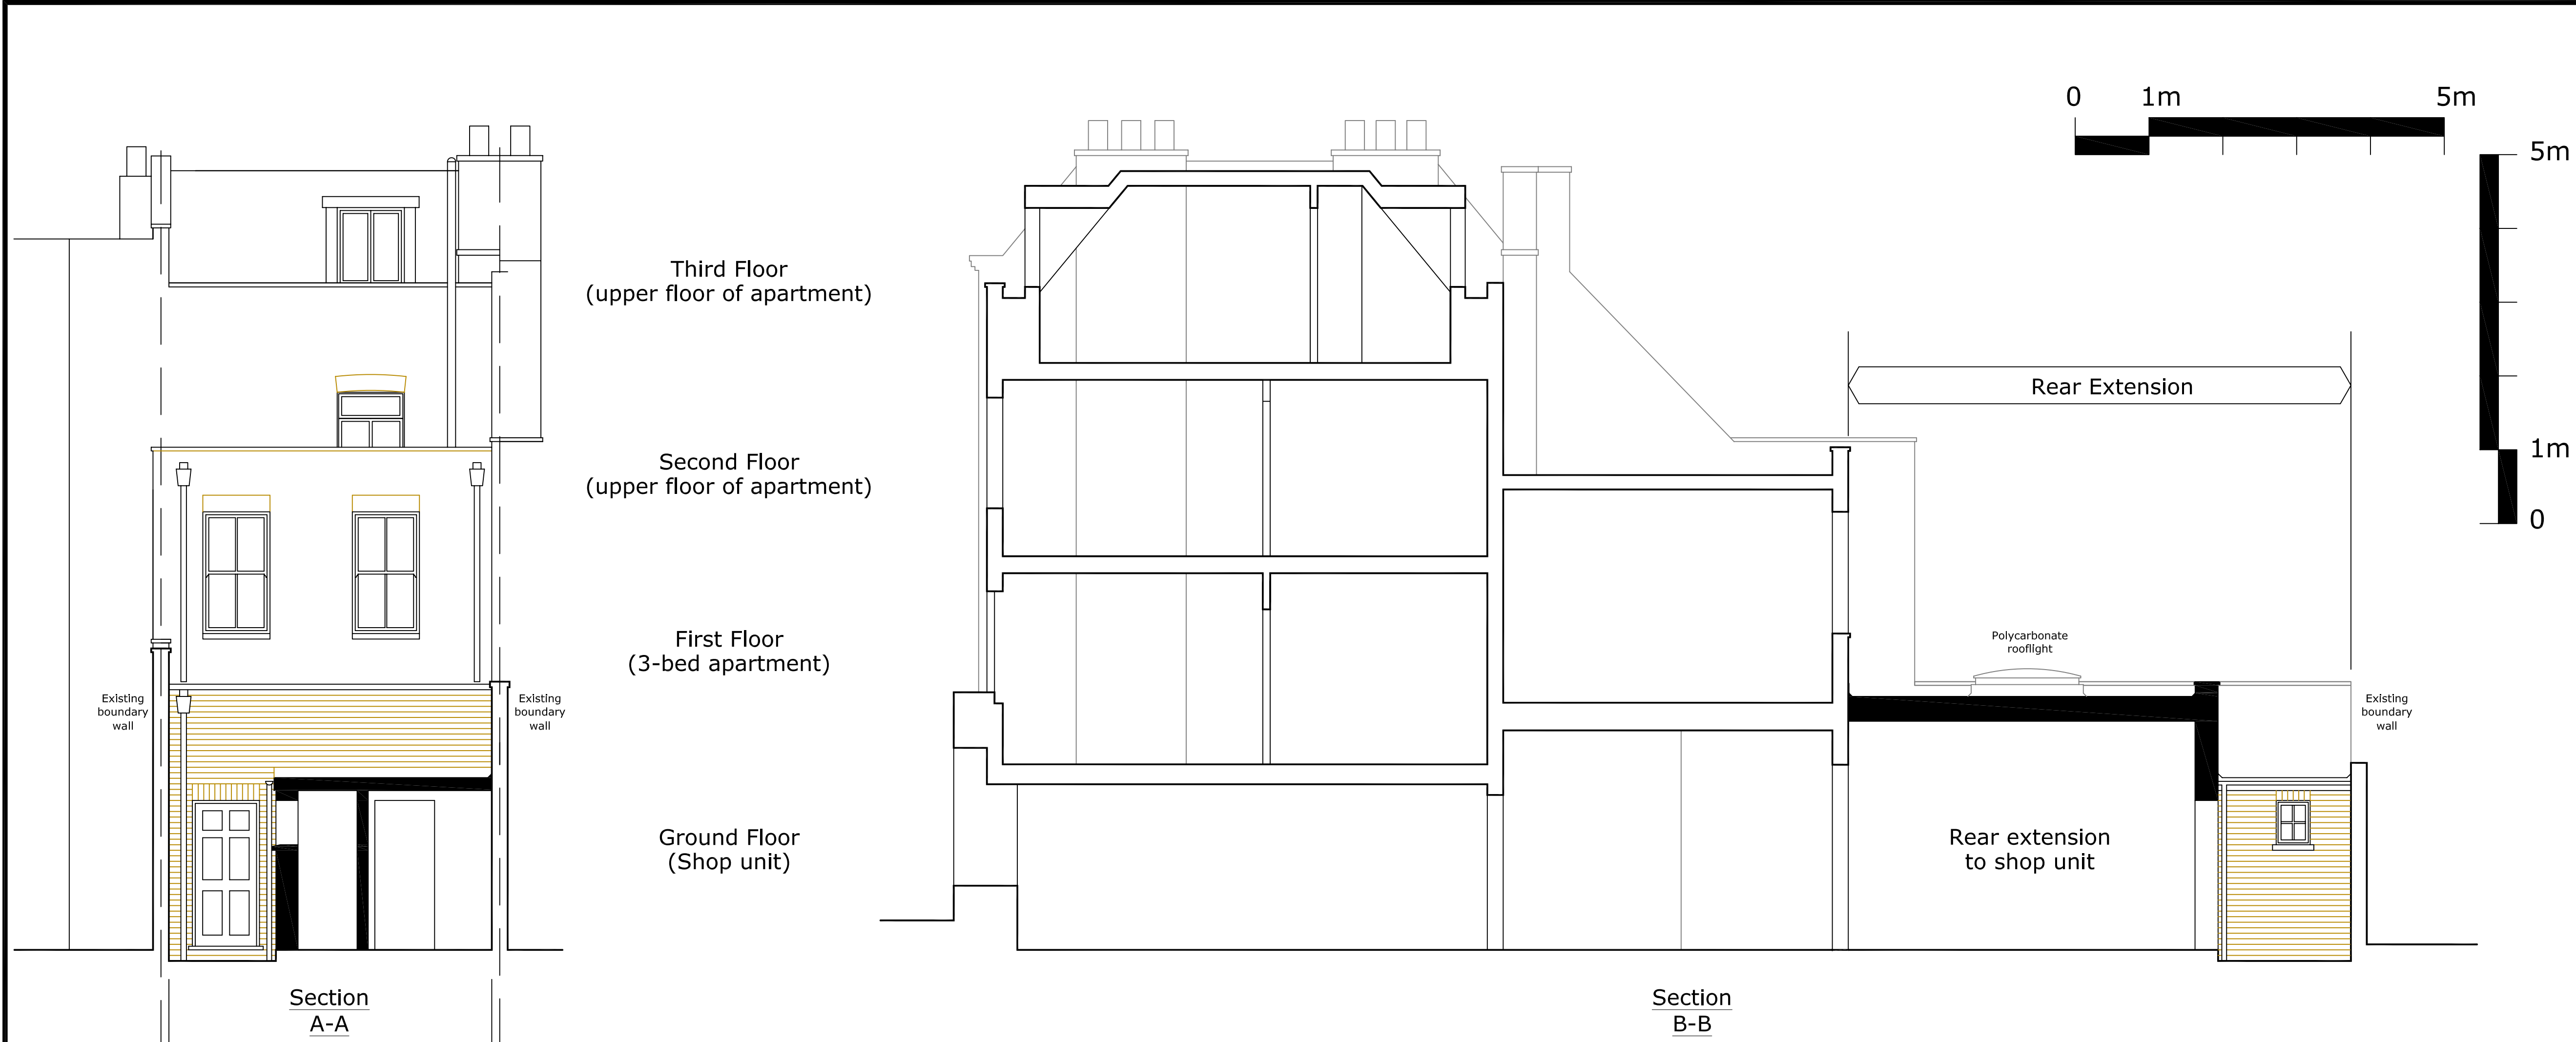 0 1m 5m
5m
1m
0
Third Floor
(upper floor of apartment)
Second Floor
(upper floor of apartment)
First Floor
(3-bed apartment)
Ground Floor
(Shop unit)
Existing
boundary
wall
Existing
boundary
wall
Section
A-A
Rear Extension
Polycarbonate
rooflight
Existing
boundary
wall
Rear extension
to shop unit
Section
B-B